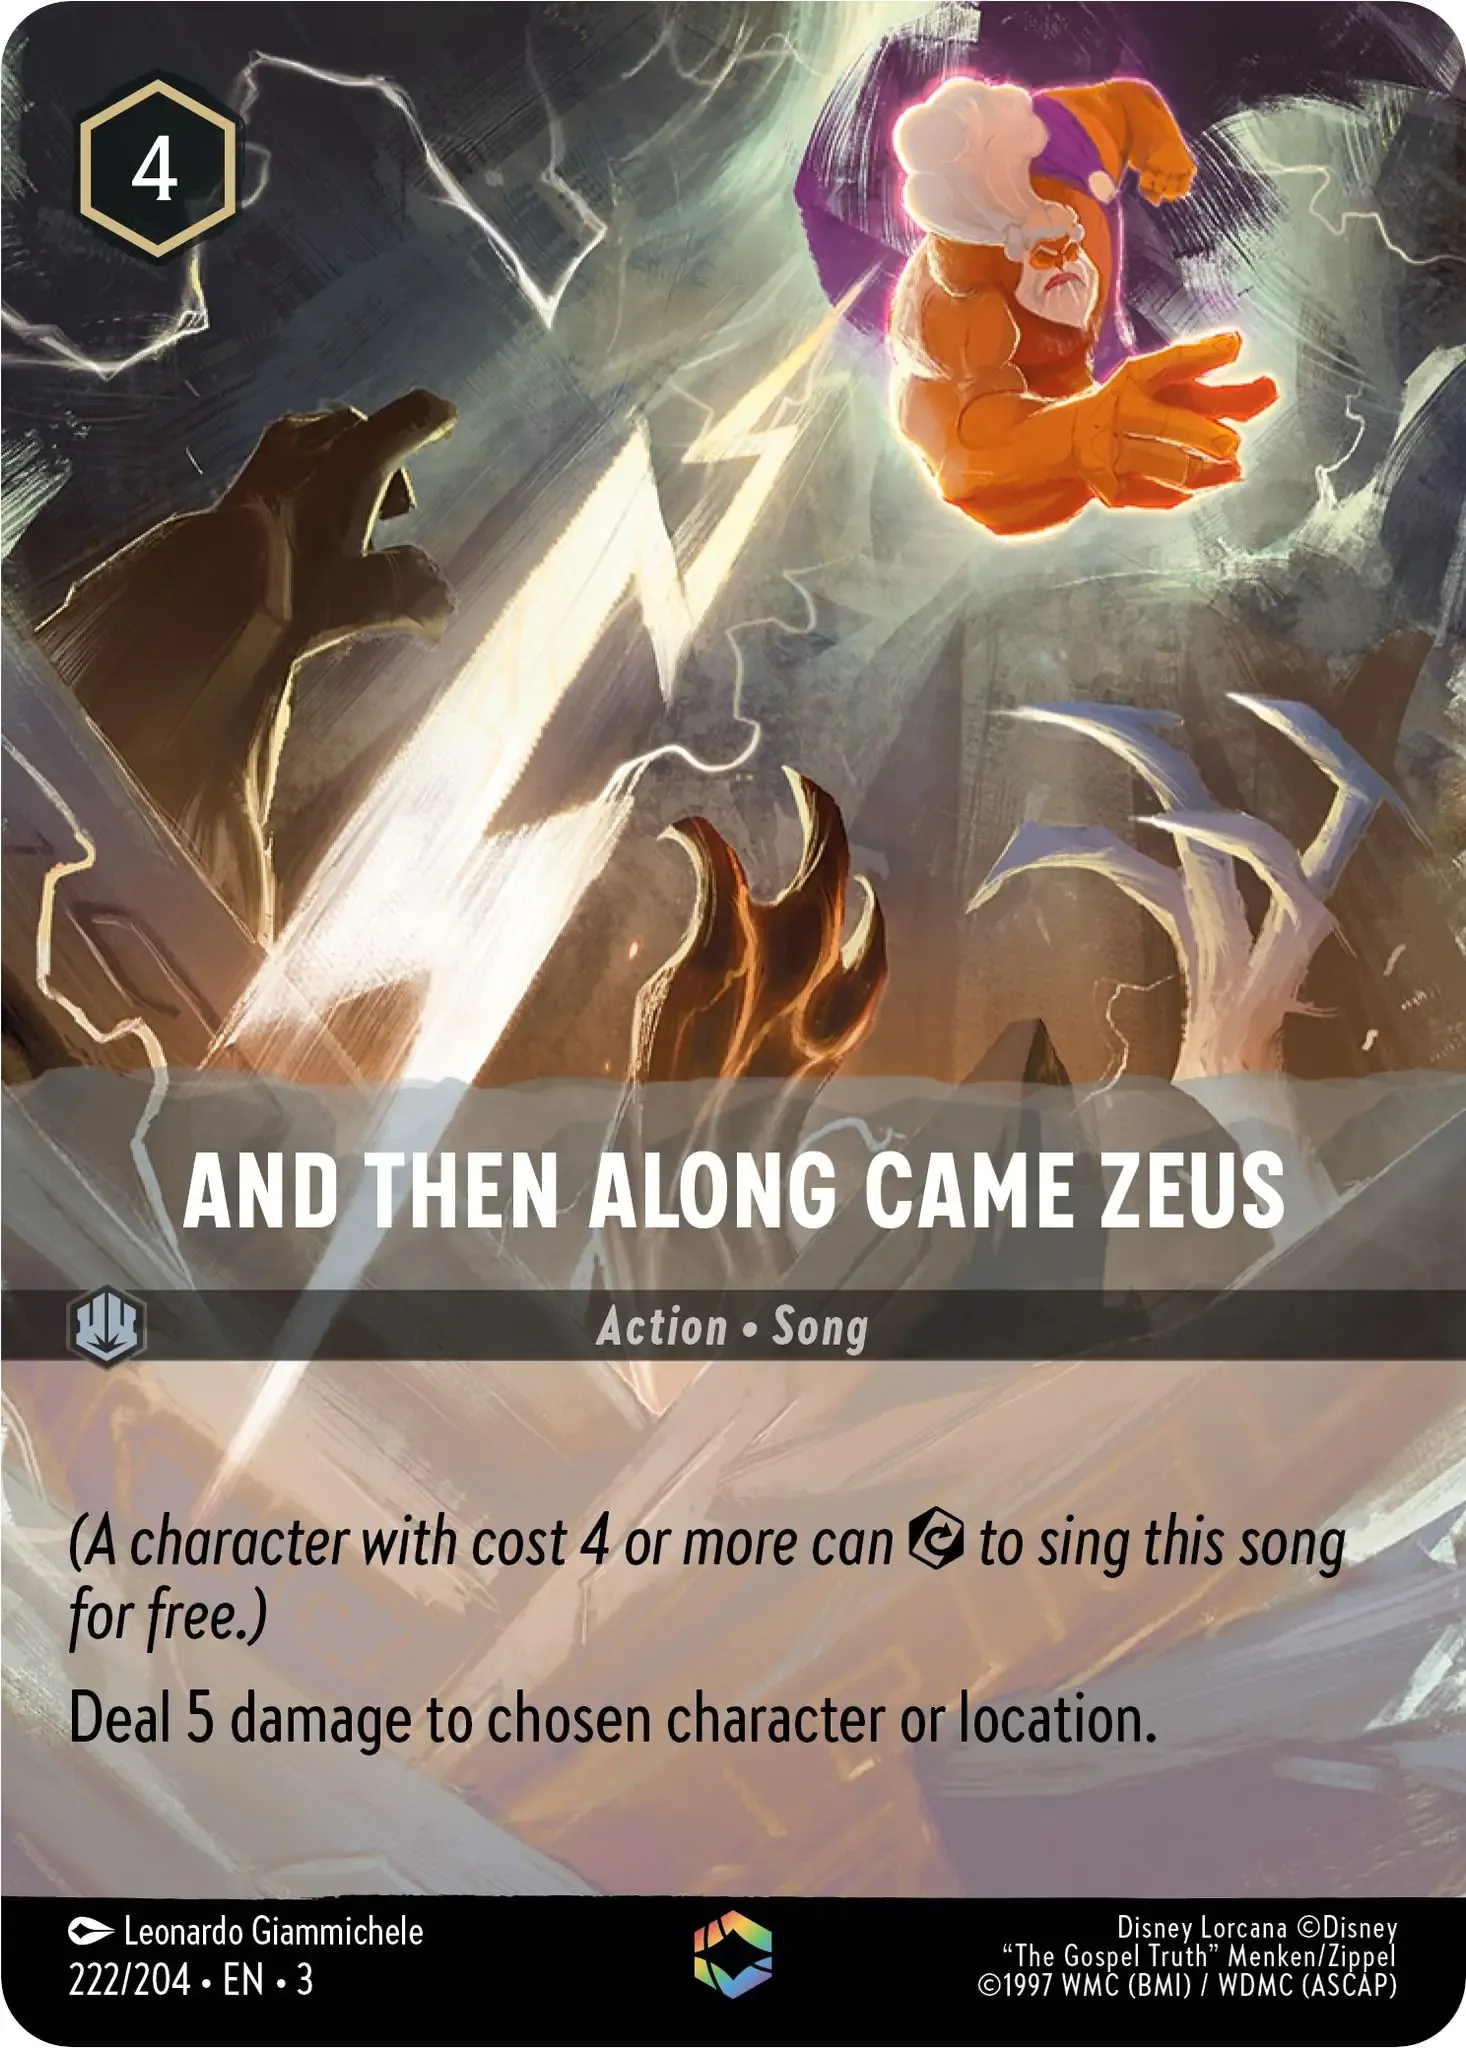 4
AND THEN ALONG CAME ZEUS
Action • Song
(A character with cost 4 or more can to sing this song
for free.)
Deal 5 damage to chosen character or location.
Leonardo Giammichele
222/204 • EN • 3
Disney Lorcana ©Disney
“The Gospel Truth” Menken/Zippel
©1997 WMC (BMI) / WDMC (ASCAP)